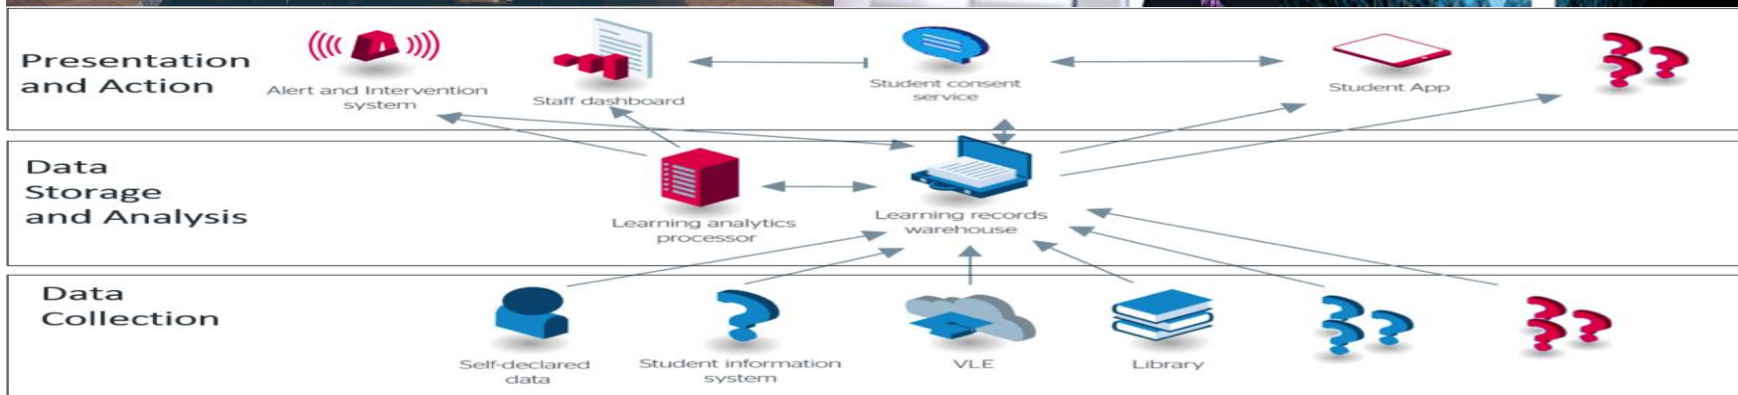 Presentation
and Action
Alert and Intervention
system
Staff dashboard
Student consent
service
Student App
Data
Storage
and Analysis
Learning analytics
processor
Learning records
warehouse
Data
Collection
Self-declared
data
Student information
system
VLE
Library